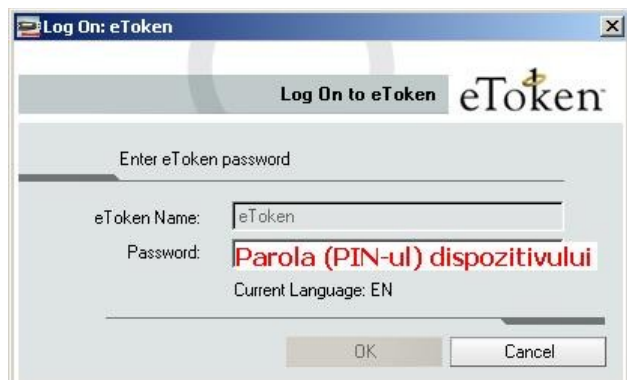 Log On: eToken
Log On to eToken
eToken
Enter eToken password
eToken Name: eToken
Password: Parola (PIN-ul) dispozitivului
Current Language: EN
OK Cancel